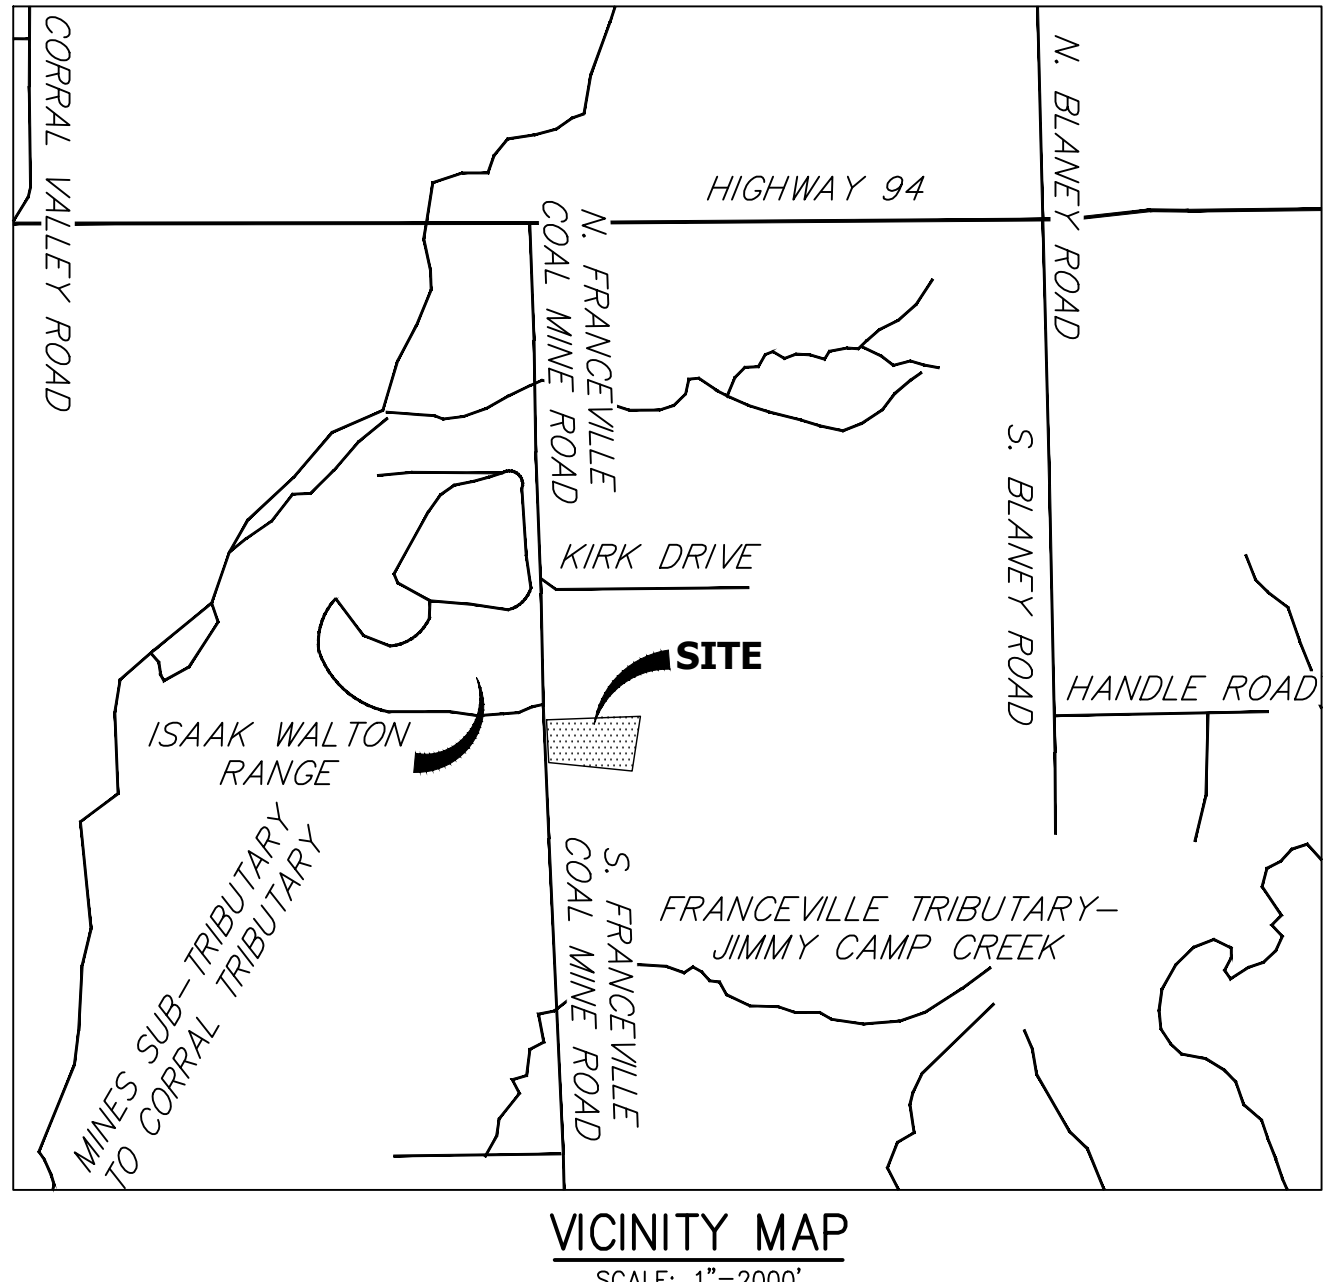 CORRAL VALLEY ROAD
N. BLANEY ROAD
HIGHWAY 94
N. FRANCEVILLE
COAL MINE ROAD
S. BLANEY ROAD
KIRK DRIVE
SITE
HANDLE ROAD
ISAAK WALTON
RANGE
MINES SUB-TRIBUTARY
TO CORRAL TRIBUTARY
S. FRANCEVILLE
COAL MINE ROAD
FRANCEVILLE TRIBUTARY-
JIMMY CAMP CREEK
VICINITY MAP
SCALE: 1"=2000'